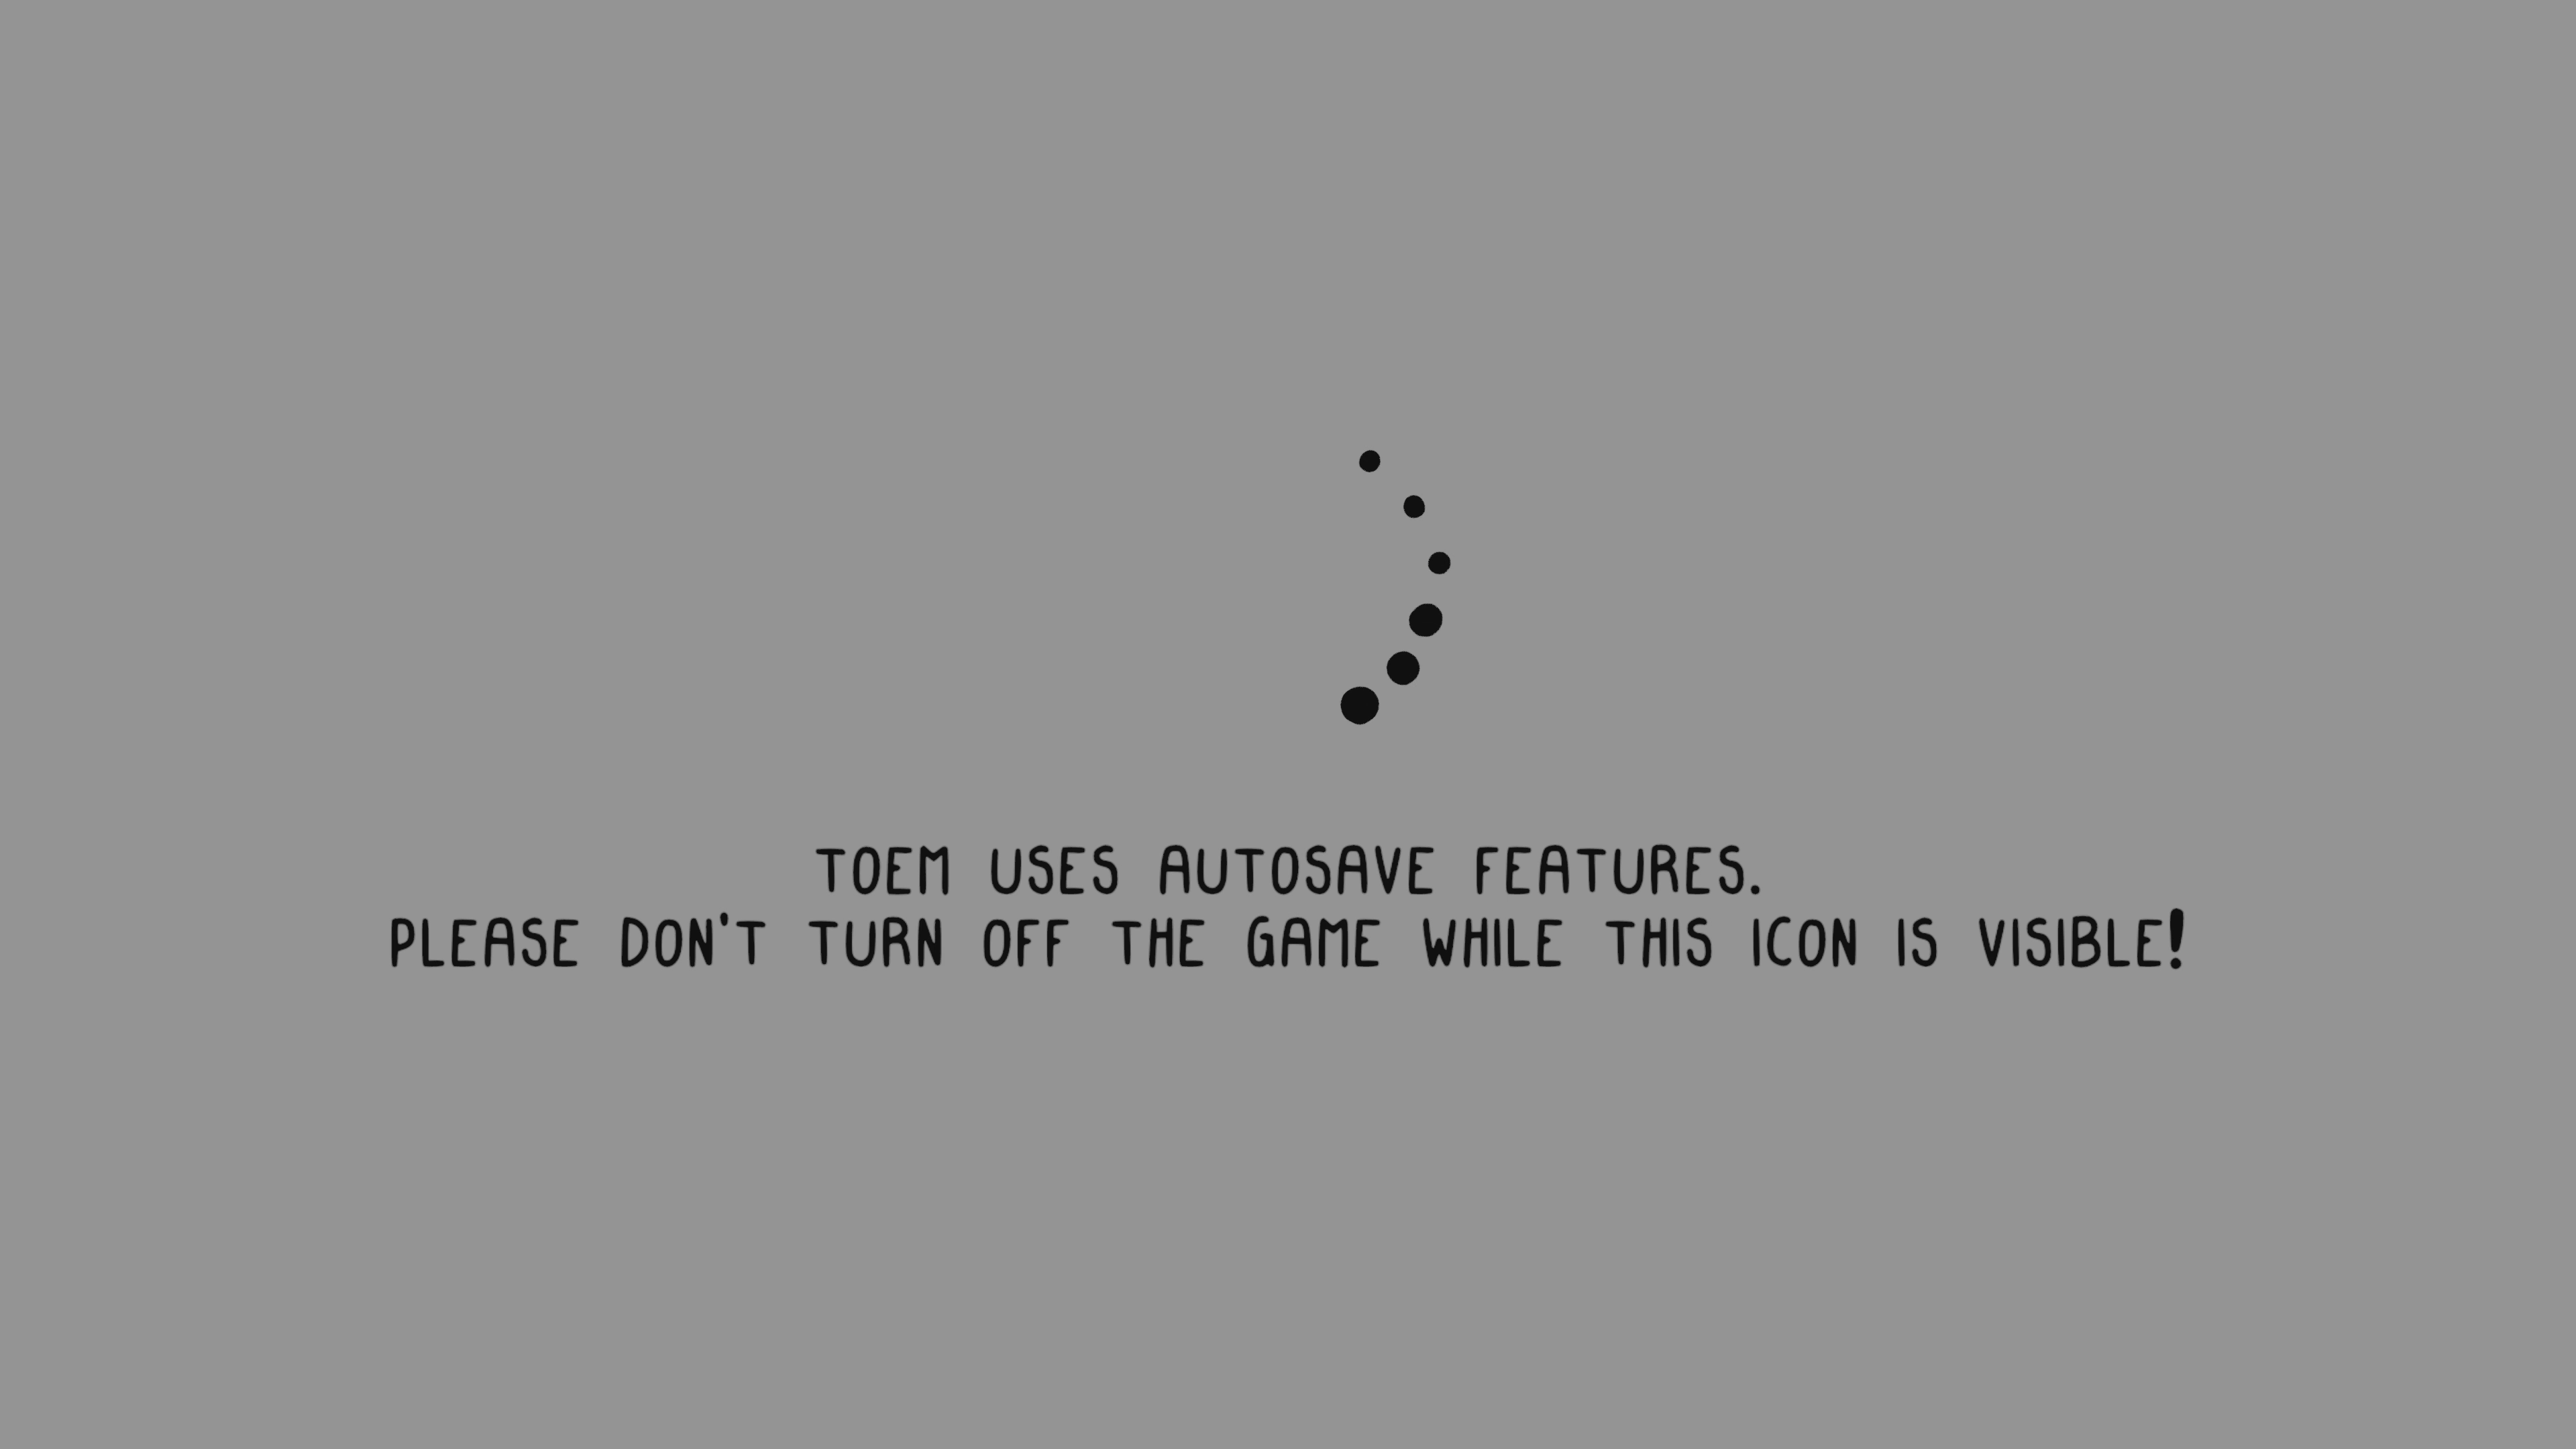 TOEM USES AUTOSAVE FEATURES.
PLEASE DON'T TURN OFF THE GAME WHILE THIS ICON IS VISIBLE!